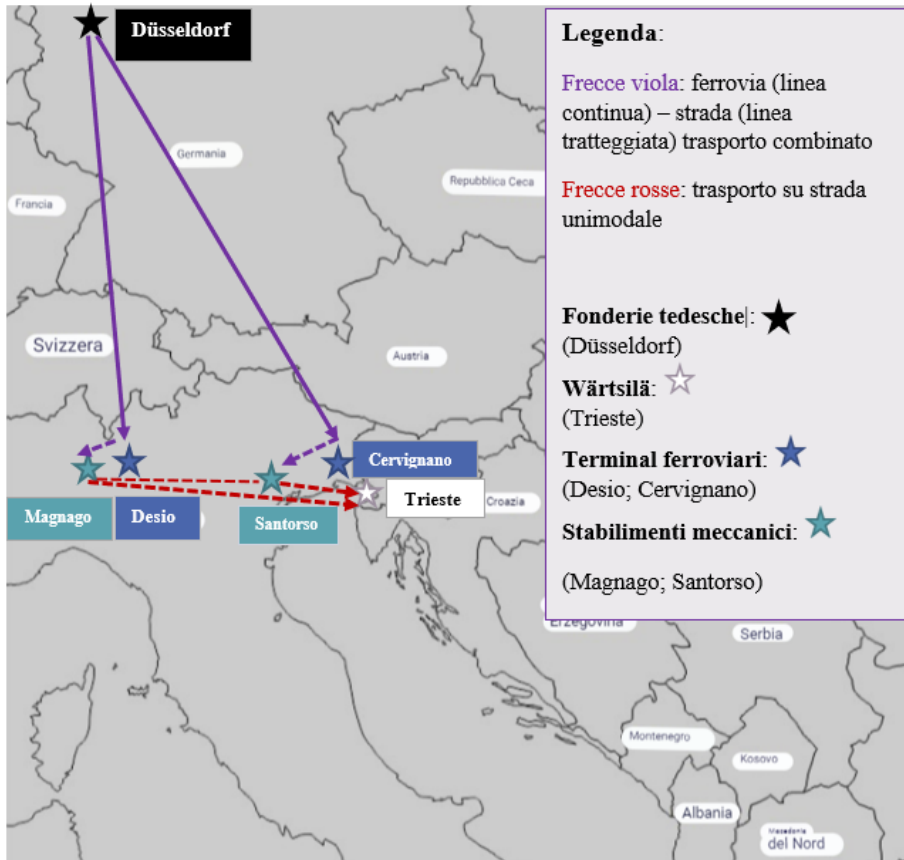 Düsseldorf
Germania
Repubblica Ceca
Francia
Svizzera
Austria
Cervignano
Trieste
Croazia
Magnago
Desio
Santorso
Erzegovina
Serbia
Montenegro
Kosovo
Albania
Macedonia
del Nord
Legenda:
Frecce viola: ferrovia (linea
continua) – strada (linea
tratteggiata) trasporto combinato
Frecce rosse: trasporto su strada
unimodale
Fonderie tedesche:
(Düsseldorf)
Wärtsilä:
(Trieste)
Terminal ferroviari:
(Desio; Cervignano)
Stabilimenti meccanici:
(Magnago; Santorso)